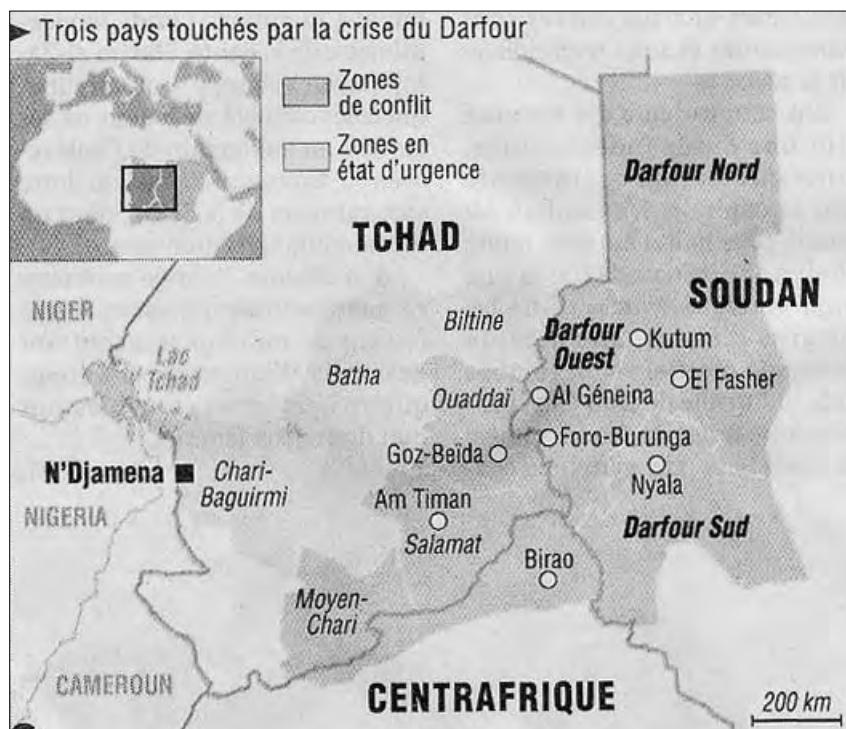 Trois pays touchés par la crise du Darfour
Zones
de conflit
Zones en
état d'urgence
Darfour Nord
TCHAD
SOUDAN
NIGER
Lac
Tchad
Biltine
Darfour
Ouest
Kutum
Batha
Ouaddaï
El Fasher
Al Géneina
Foro-Burunga
Goz-Beïda
N'Djamena
Chari-
Baguirmi
Nyala
Am Timan
NIGERIA
Salamat
Darfour Sud
Birao
Moyen-
Chari
CAMEROUN
CENTRAFRIQUE
200 km